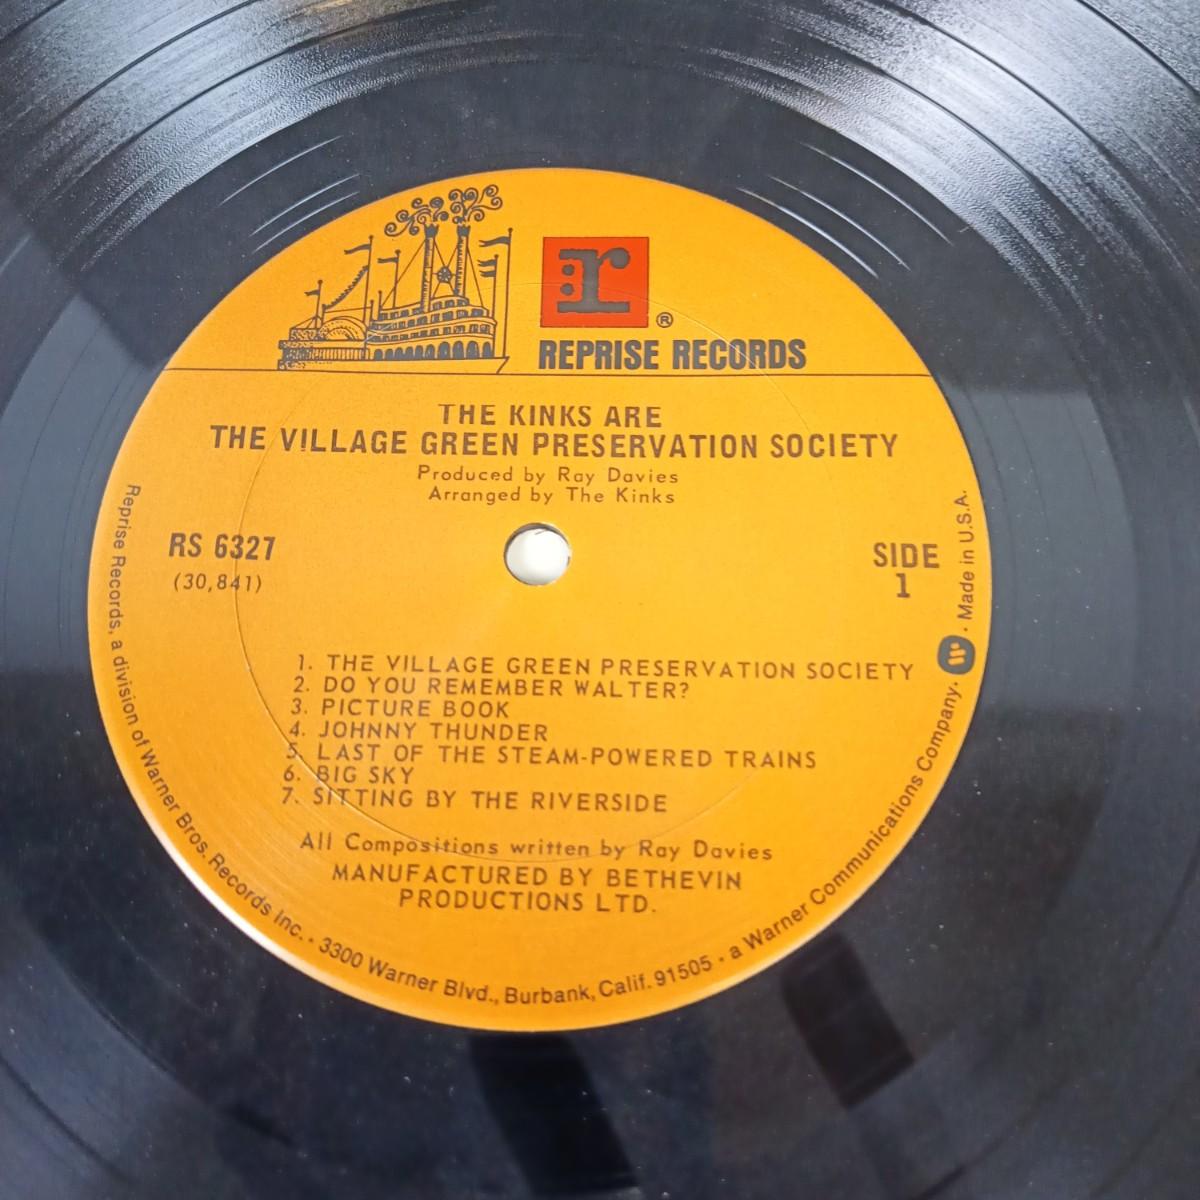 r
®
REPRISE RECORDS
THE KINKS ARE
THE VILLAGE GREEN PRESERVATION SOCIETY
Produced by Ray Davies
Arranged by The Kinks
RS 6327
(30,841)
SIDE
1
1. THE VILLAGE GREEN PRESERVATION SOCIETY
2. DO YOU REMEMBER WALTER?
3. PICTURE BOOK
4. JOHNNY THUNDER
5. LAST OF THE STEAM-POWERED TRAINS
6. BIG SKY
7. SITTING BY THE RIVERSIDE
All Compositions written by Ray Davies
MANUFACTURED BY BETHEVIN
PRODUCTIONS LTD.
Reprise Records, a division of Warner Bros. Records Inc. • 3300 Warner Blvd., Burbank, Calif. 91505 • a Warner Communications Company. W • Made in U.S.A.